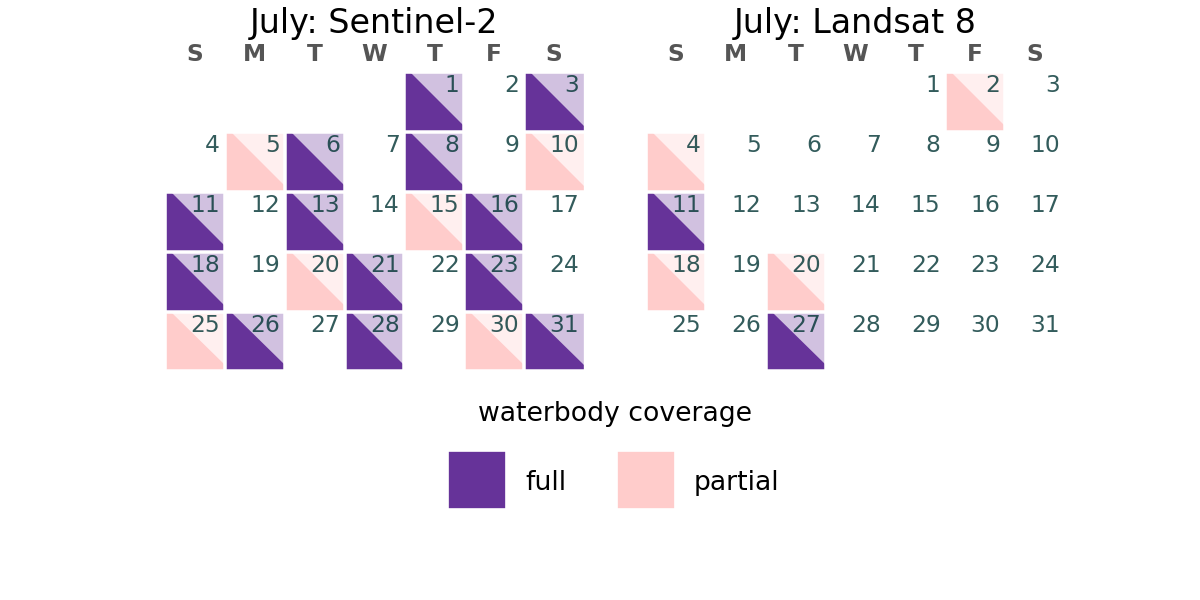 July: Sentinel-2
S M T W T F S
1 2 3
4 5 6 7 8 9 10
11 12 13 14 15 16 17
18 19 20 21 22 23 24
25 26 27 28 29 30 31
July: Landsat 8
S M T W T F S
1 2 3
4 5 6 7 8 9 10
11 12 13 14 15 16 17
18 19 20 21 22 23 24
25 26 27 28 29 30 31
waterbody coverage
full
partial